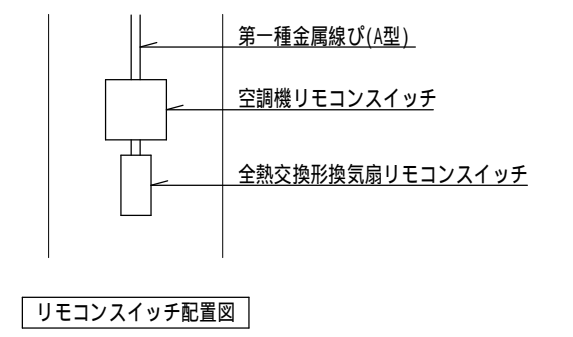 第一種金属線ぴ(A型)
空調機リモコンスイッチ
全熱交換形換気扇リモコンスイッチ
リモコンスイッチ配置図